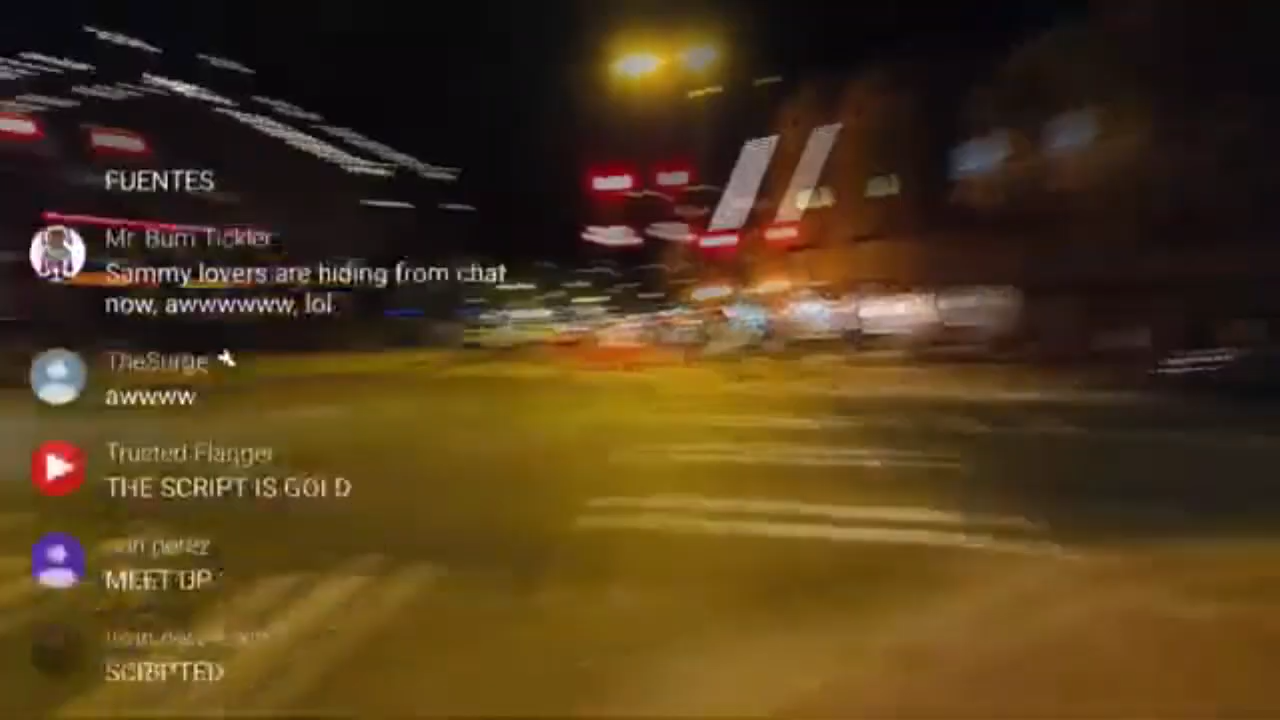 FUENTES
Mr Bum Tickler
Sammy lovers are hiding from chat
now, awwwwww, lol.
TheSurge
awwww
Trusted Flagger
THE SCRIPT IS GOLD
perez
MEET UP